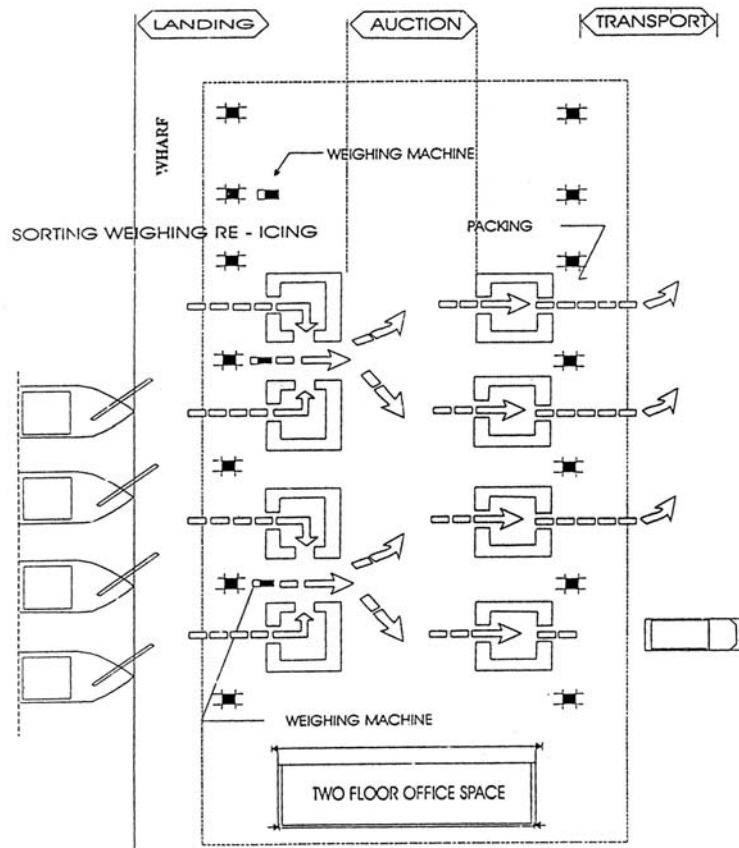 LANDING
AUCTION
TRANSPORT
WHARF
WEIGHING MACHINE
SORTING WEIGHING RE - ICING
PACKING
WEIGHING MACHINE
TWO FLOOR OFFICE SPACE